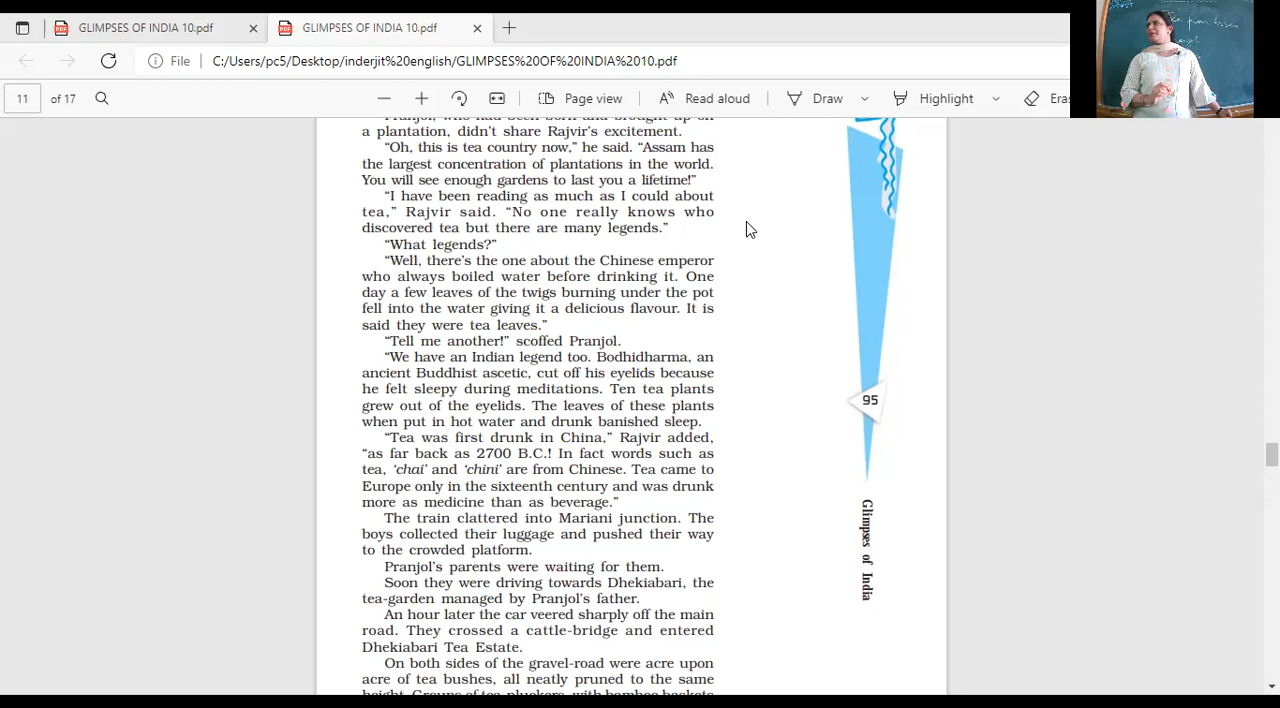 GLIMPSES OF INDIA 10.pdf
GLIMPSES OF INDIA 10.pdf
File
C:/Users/pc5/Desktop/inderjit%20english/GLIMPSES%20OF%20INDIA%2010.pdf
11 of 17
Page view
Read aloud
Draw
Highlight
Eras
Tea from Assam
Pranjol, who had been born and brought up on
a plantation, didn't share Rajvir's excitement.
“Oh, this is tea country now,” he said. “Assam has
the largest concentration of plantations in the world.
You will see enough gardens to last you a lifetime!”
“I have been reading as much as I could about
tea,” Rajvir said. “No one really knows who
discovered tea but there are many legends.”
“What legends?”
“Well, there's the one about the Chinese emperor
who always boiled water before drinking it. One
day a few leaves of the twigs burning under the pot
fell into the water giving it a delicious flavour. It is
said they were tea leaves.”
“Tell me another!” scoffed Pranjol.
“We have an Indian legend too. Bodhidharma, an
ancient Buddhist ascetic, cut off his eyelids because
he felt sleepy during meditations. Ten tea plants
grew out of the eyelids. The leaves of these plants
when put in hot water and drunk banished sleep.
“Tea was first drunk in China,” Rajvir added,
“as far back as 2700 B.C.! In fact words such as
tea, ‘chai’ and ‘chini’ are from Chinese. Tea came to
Europe only in the sixteenth century and was drunk
more as medicine than as beverage.”
The train clattered into Mariani junction. The
boys collected their luggage and pushed their way
to the crowded platform.
Pranjol's parents were waiting for them.
Soon they were driving towards Dhekiabari, the
tea-garden managed by Pranjol's father.
An hour later the car veered sharply off the main
road. They crossed a cattle-bridge and entered
Dhekiabari Tea Estate.
On both sides of the gravel-road were acre upon
acre of tea bushes, all neatly pruned to the same
height. Groups of tea-pluckers, with bamboo baskets
95
Glimpses of India